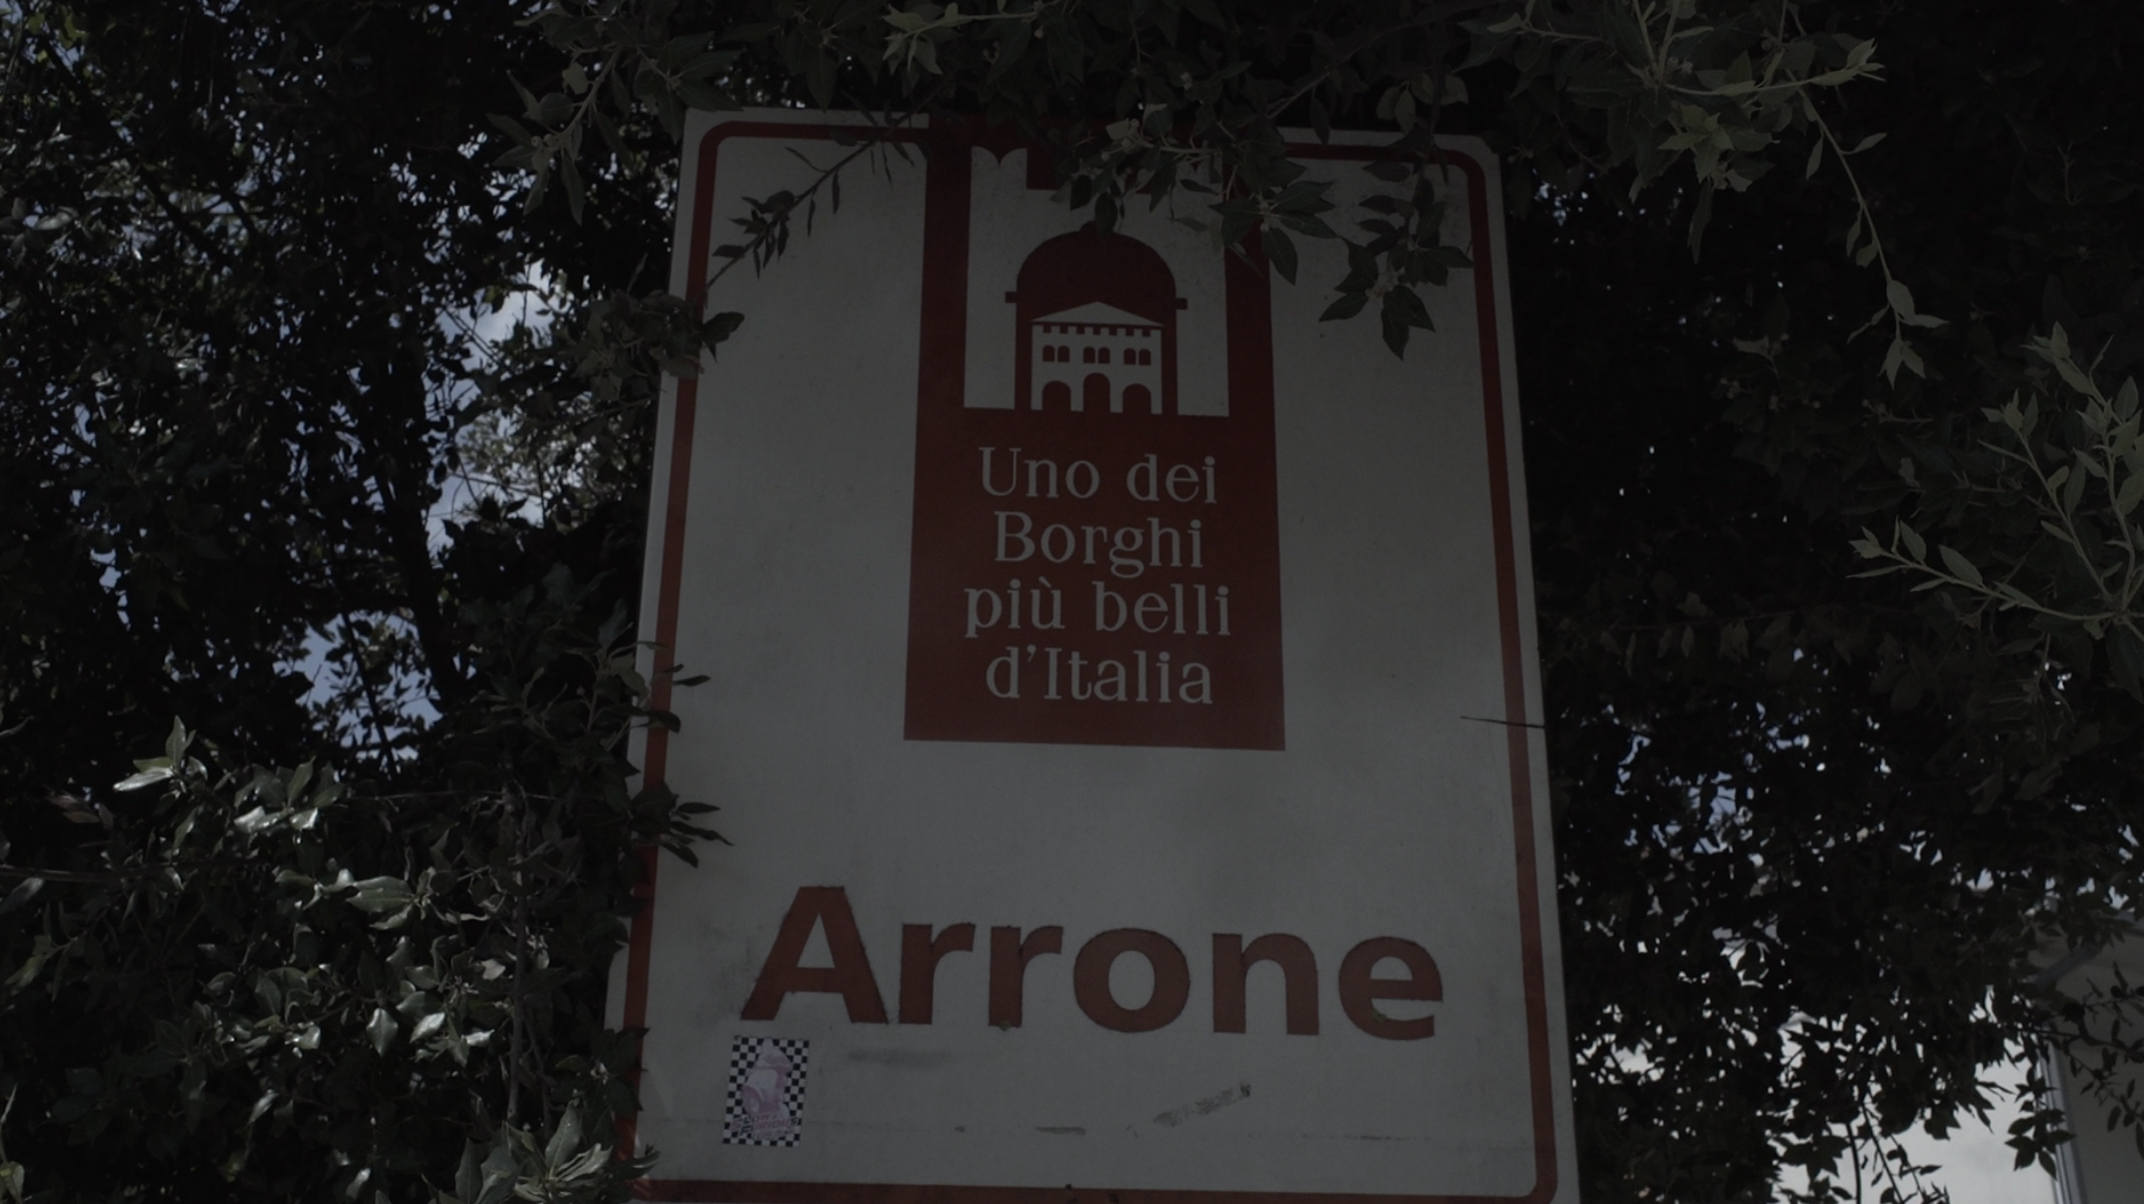 Uno dei
Borghi
più belli
d'Italia
Arrone